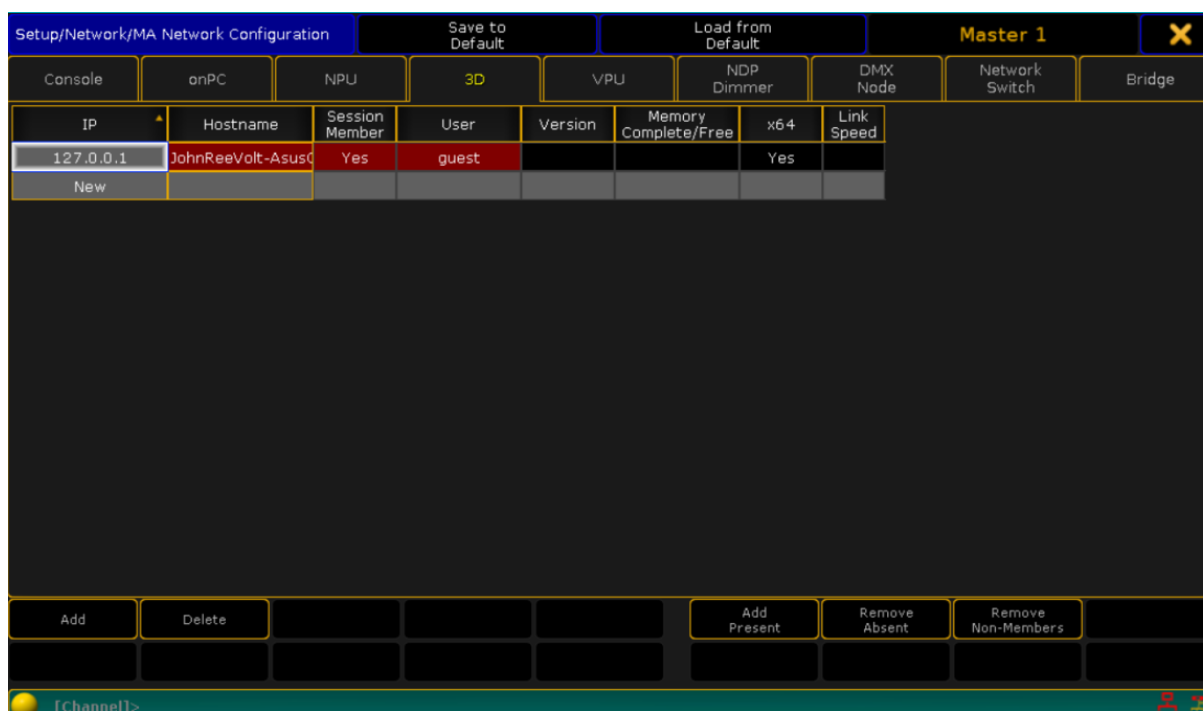 Setup/Network/MA Network Configuration
Save to
Default
Load from
Default
Master 1
Console
onPC
NPU
3D
VPU
NDP
Dimmer
DMX
Node
Network
Switch
Bridge
IP
Hostname
Session
Member
User
Version
Memory
Complete/Free
x64
Link
Speed
127.0.0.1
JohnReeVolt-Asus
Yes
guest
Yes
New
Add
Delete
Add
Present
Remove
Absent
Remove
Non-Members
[Channel]>